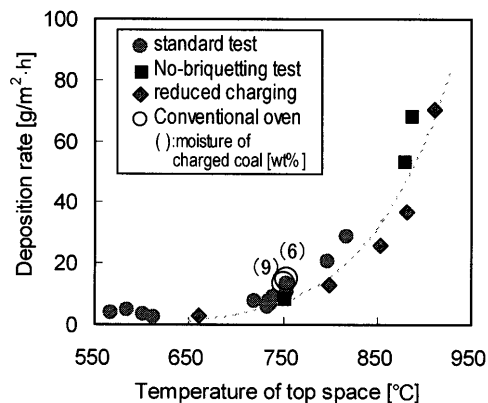 100
80
60
40
20
0
Deposition rate [g/m²·h]
standard test
No-briquetting test
reduced charging
Conventional oven
( ):moisture of
charged coal [wt%]
(9) (6)
550 650 750 850 950
Temperature of top space [°C]